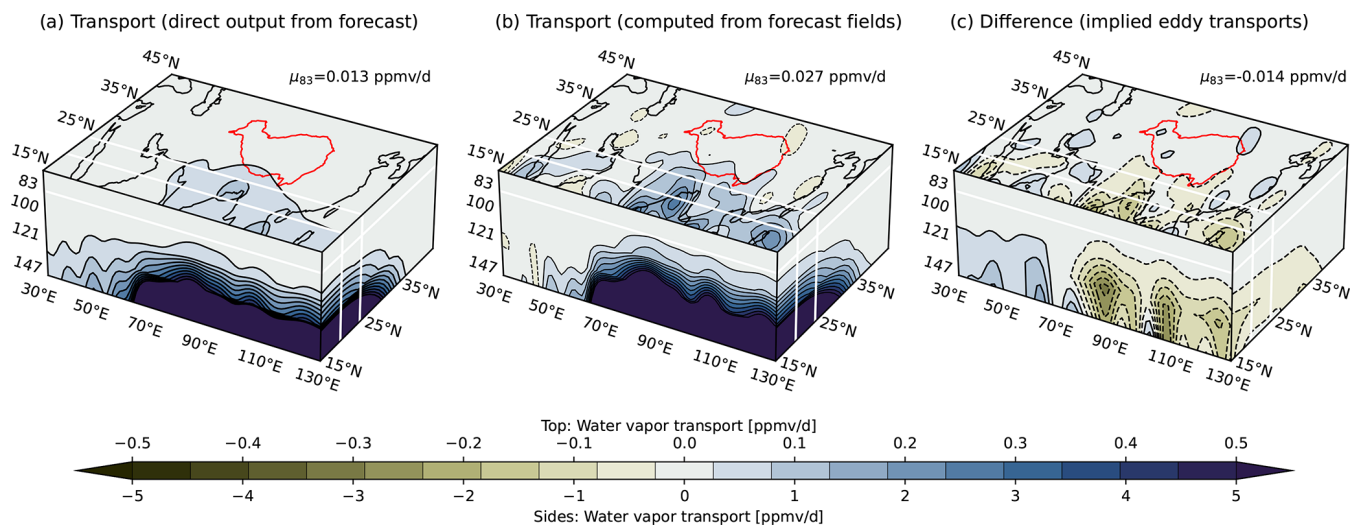 (a) Transport (direct output from forecast)
μ83=0.013 ppmv/d
45°N
35°N
25°N
15°N
83
100
121
147
30°E
50°E
70°E
90°E
110°E
130°E
15°N
25°N
35°N
(b) Transport (computed from forecast fields)
μ83=0.027 ppmv/d
45°N
35°N
25°N
15°N
83
100
121
147
30°E
50°E
70°E
90°E
110°E
130°E
15°N
25°N
35°N
(c) Difference (implied eddy transports)
μ83=-0.014 ppmv/d
45°N
35°N
25°N
15°N
83
100
121
147
30°E
50°E
70°E
90°E
110°E
130°E
15°N
25°N
35°N
Top: Water vapor transport [ppmv/d]
−0.5 −0.4 −0.3 −0.2 −0.1 0.0 0.1 0.2 0.3 0.4 0.5
−5 −4 −3 −2 −1 0 1 2 3 4 5
Sides: Water vapor transport [ppmv/d]